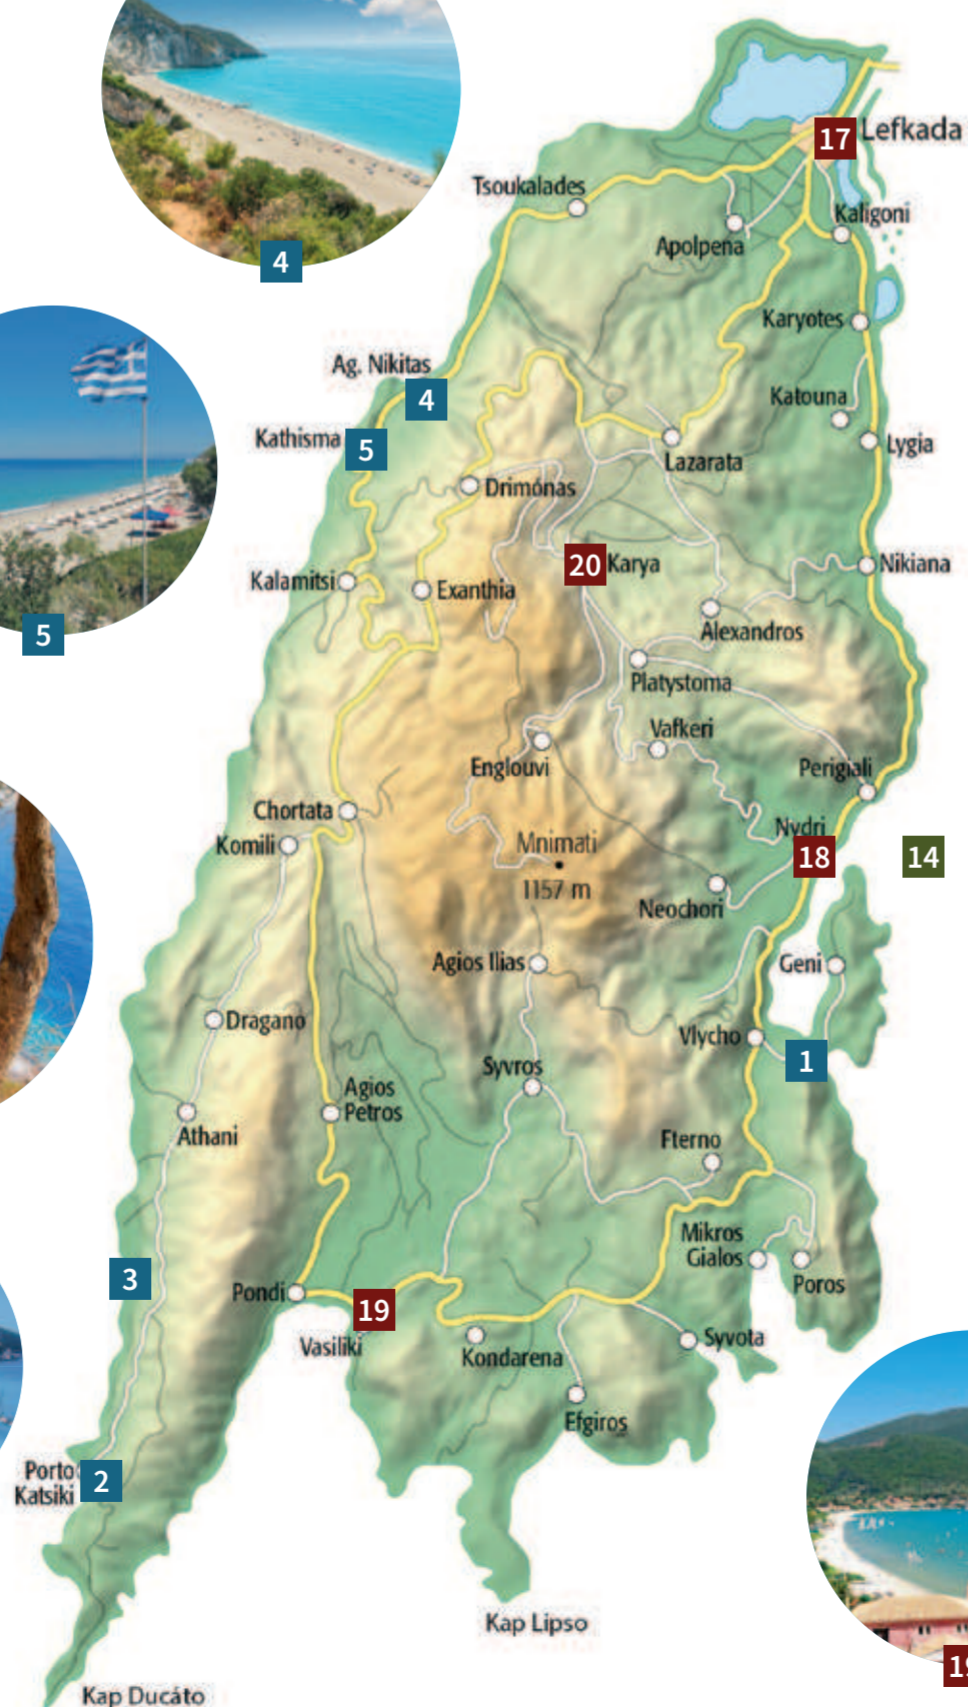 17 Lefkada
Tsoukalades
Kaligoni
Apolpena
4
Karyotes
Ag. Nikitas
4
Katouna
Kathisma
5
Lygia
Lazarata
Drimónas
20 Karya
Nikiana
Kalamitsi
Exanthia
Alexandros
5
Platystoma
Vafkeri
Englouvi
Perigiali
Chortata
Nydri
Komili
Mnimati
18
14
1157 m
Neochori
Agios Ilias
Geni
Dragano
Vlycho
1
Syvros
Agios
Petros
Athani
Fterno
Mikros
Gialos
3
Poros
Pondi
19
Vasiliki
Syvota
Kondarena
Efgiros
Porto
Katsiki
2
Kap Lipso
19
Kap Ducáto